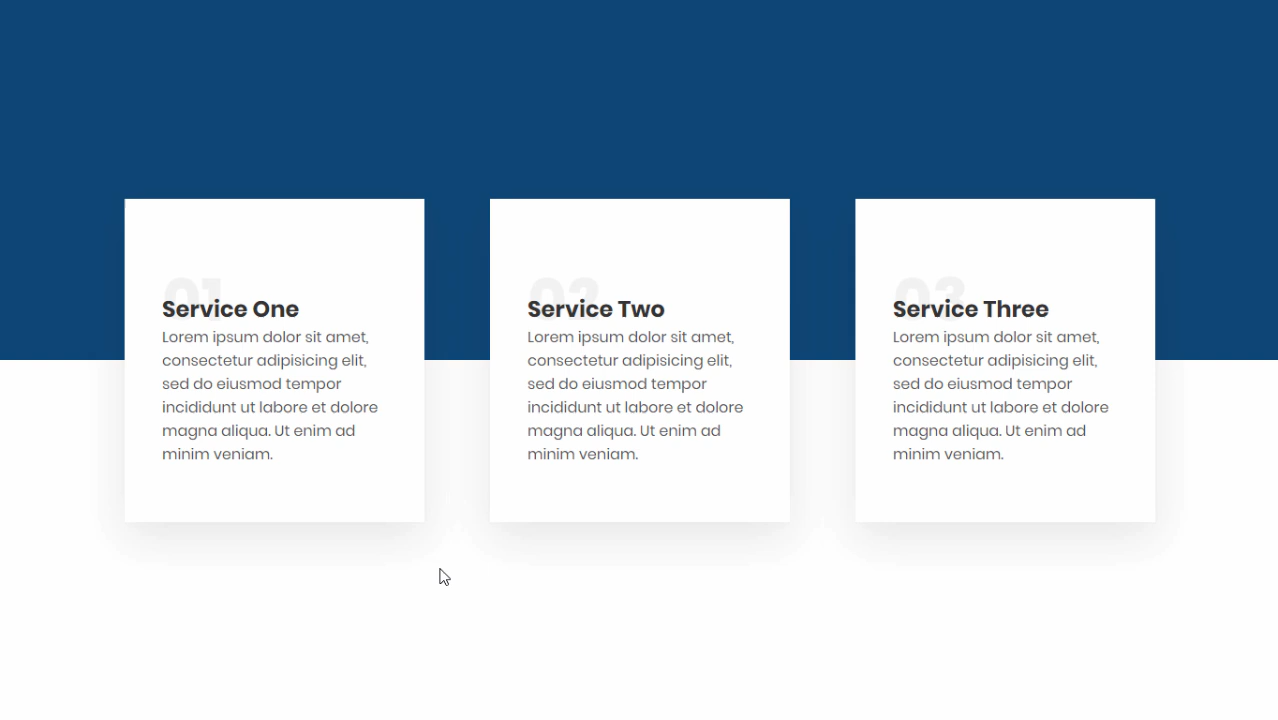 01
Service One
Lorem ipsum dolor sit amet,
consectetur adipisicing elit,
sed do eiusmod tempor
incididunt ut labore et dolore
magna aliqua. Ut enim ad
minim veniam.
02
Service Two
Lorem ipsum dolor sit amet,
consectetur adipisicing elit,
sed do eiusmod tempor
incididunt ut labore et dolore
magna aliqua. Ut enim ad
minim veniam.
03
Service Three
Lorem ipsum dolor sit amet,
consectetur adipisicing elit,
sed do eiusmod tempor
incididunt ut labore et dolore
magna aliqua. Ut enim ad
minim veniam.